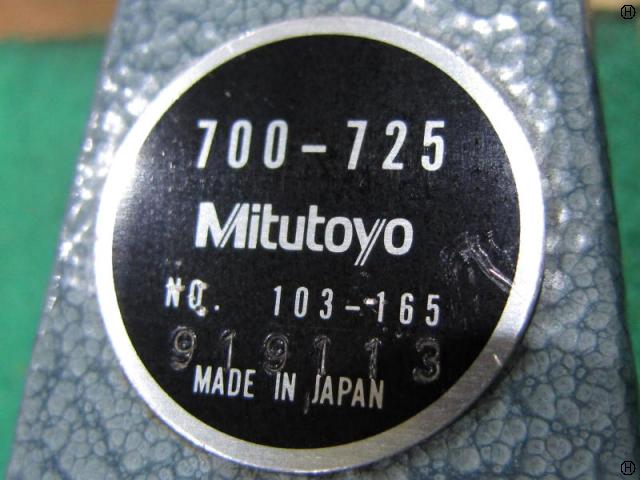 700-725
Mitutoyo
NO. 103-165
919113
MADE IN JAPAN